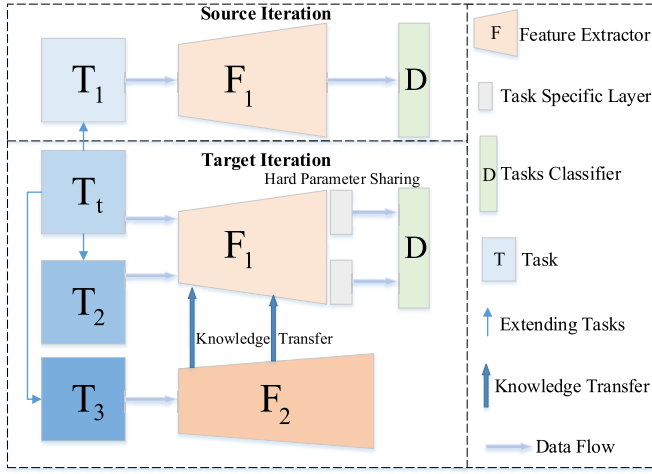 Source Iteration
T1
F1
D
Target Iteration
Hard Parameter Sharing
Tt
F1
D
T2
Knowledge Transfer
T3
F2
F Feature Extractor
Task Specific Layer
D Tasks Classifier
T Task
Extending Tasks
Knowledge Transfer
Data Flow